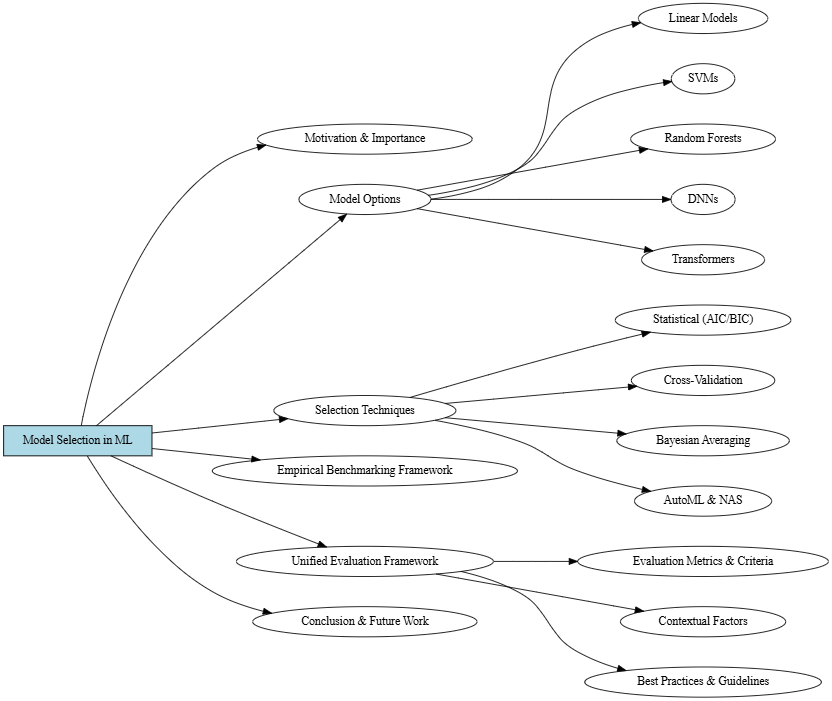 Model Selection in ML
Motivation & Importance
Model Options
Linear Models
SVMs
Random Forests
DNNs
Transformers
Selection Techniques
Statistical (AIC/BIC)
Cross-Validation
Bayesian Averaging
AutoML & NAS
Empirical Benchmarking Framework
Unified Evaluation Framework
Evaluation Metrics & Criteria
Contextual Factors
Best Practices & Guidelines
Conclusion & Future Work